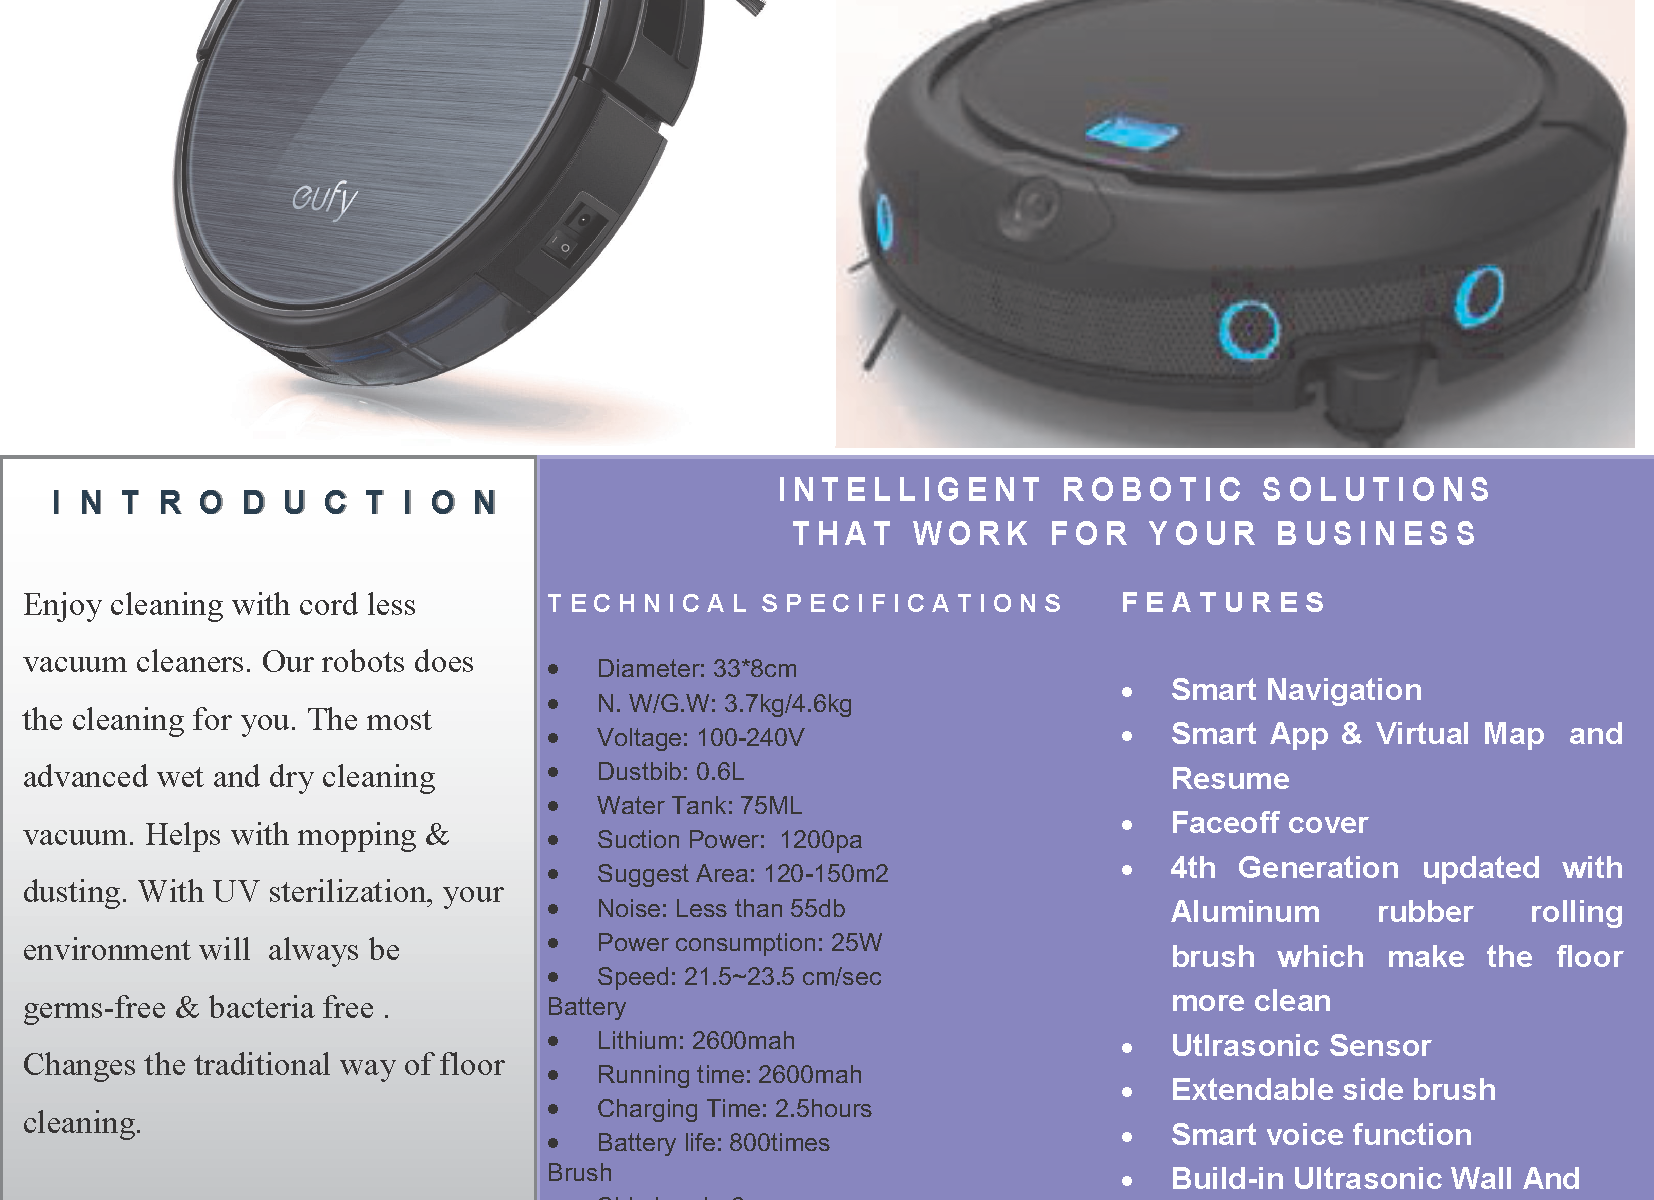 eufy
INTRODUCTION
Enjoy cleaning with cord less
vacuum cleaners. Our robots does
the cleaning for you. The most
advanced wet and dry cleaning
vacuum. Helps with mopping &
dusting. With UV sterilization, your
environment will  always be
germs-free & bacteria free .
Changes the traditional way of floor
cleaning.
INTELLIGENT ROBOTIC SOLUTIONS
THAT WORK FOR YOUR BUSINESS
TECHNICAL SPECIFICATIONS
• Diameter: 33*8cm
• N. W/G.W: 3.7kg/4.6kg
• Voltage: 100-240V
• Dustbib: 0.6L
• Water Tank: 75ML
• Suction Power:  1200pa
• Suggest Area: 120-150m2
• Noise: Less than 55db
• Power consumption: 25W
• Speed: 21.5~23.5 cm/sec
Battery
• Lithium: 2600mah
• Running time: 2600mah
• Charging Time: 2.5hours
• Battery life: 800times
Brush
FEATURES
• Smart Navigation
• Smart App & Virtual Map  and
Resume
• Faceoff cover
• 4th Generation updated with
Aluminum rubber rolling
brush which make the floor
more clean
• Utlrasonic Sensor
• Extendable side brush
• Smart voice function
• Build-in Ultrasonic Wall And